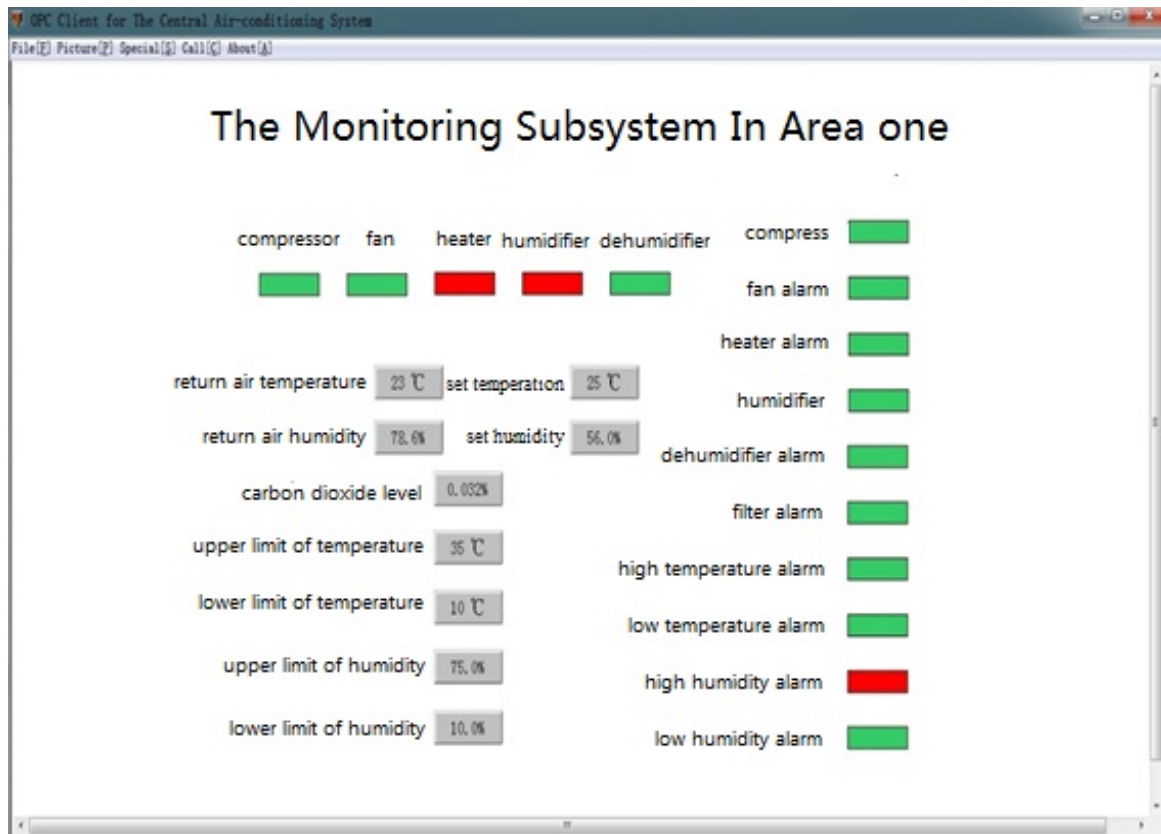 OPC Client for The Central Air-conditioning System
File[F] Picture[P] Special[S] Call[C] About[A]
The Monitoring Subsystem In Area one
compressor fan heater humidifier dehumidifier compress
fan alarm
heater alarm
return air temperature 23 ℃ set temperation 25 ℃
humidifier
return air humidity 78.6% set humidity 56.0%
dehumidifier alarm
carbon dioxide level 0.032%
filter alarm
upper limit of temperature 35 ℃
high temperature alarm
lower limit of temperature 10 ℃
low temperature alarm
upper limit of humidity 75.0%
high humidity alarm
lower limit of humidity 10.0%
low humidity alarm